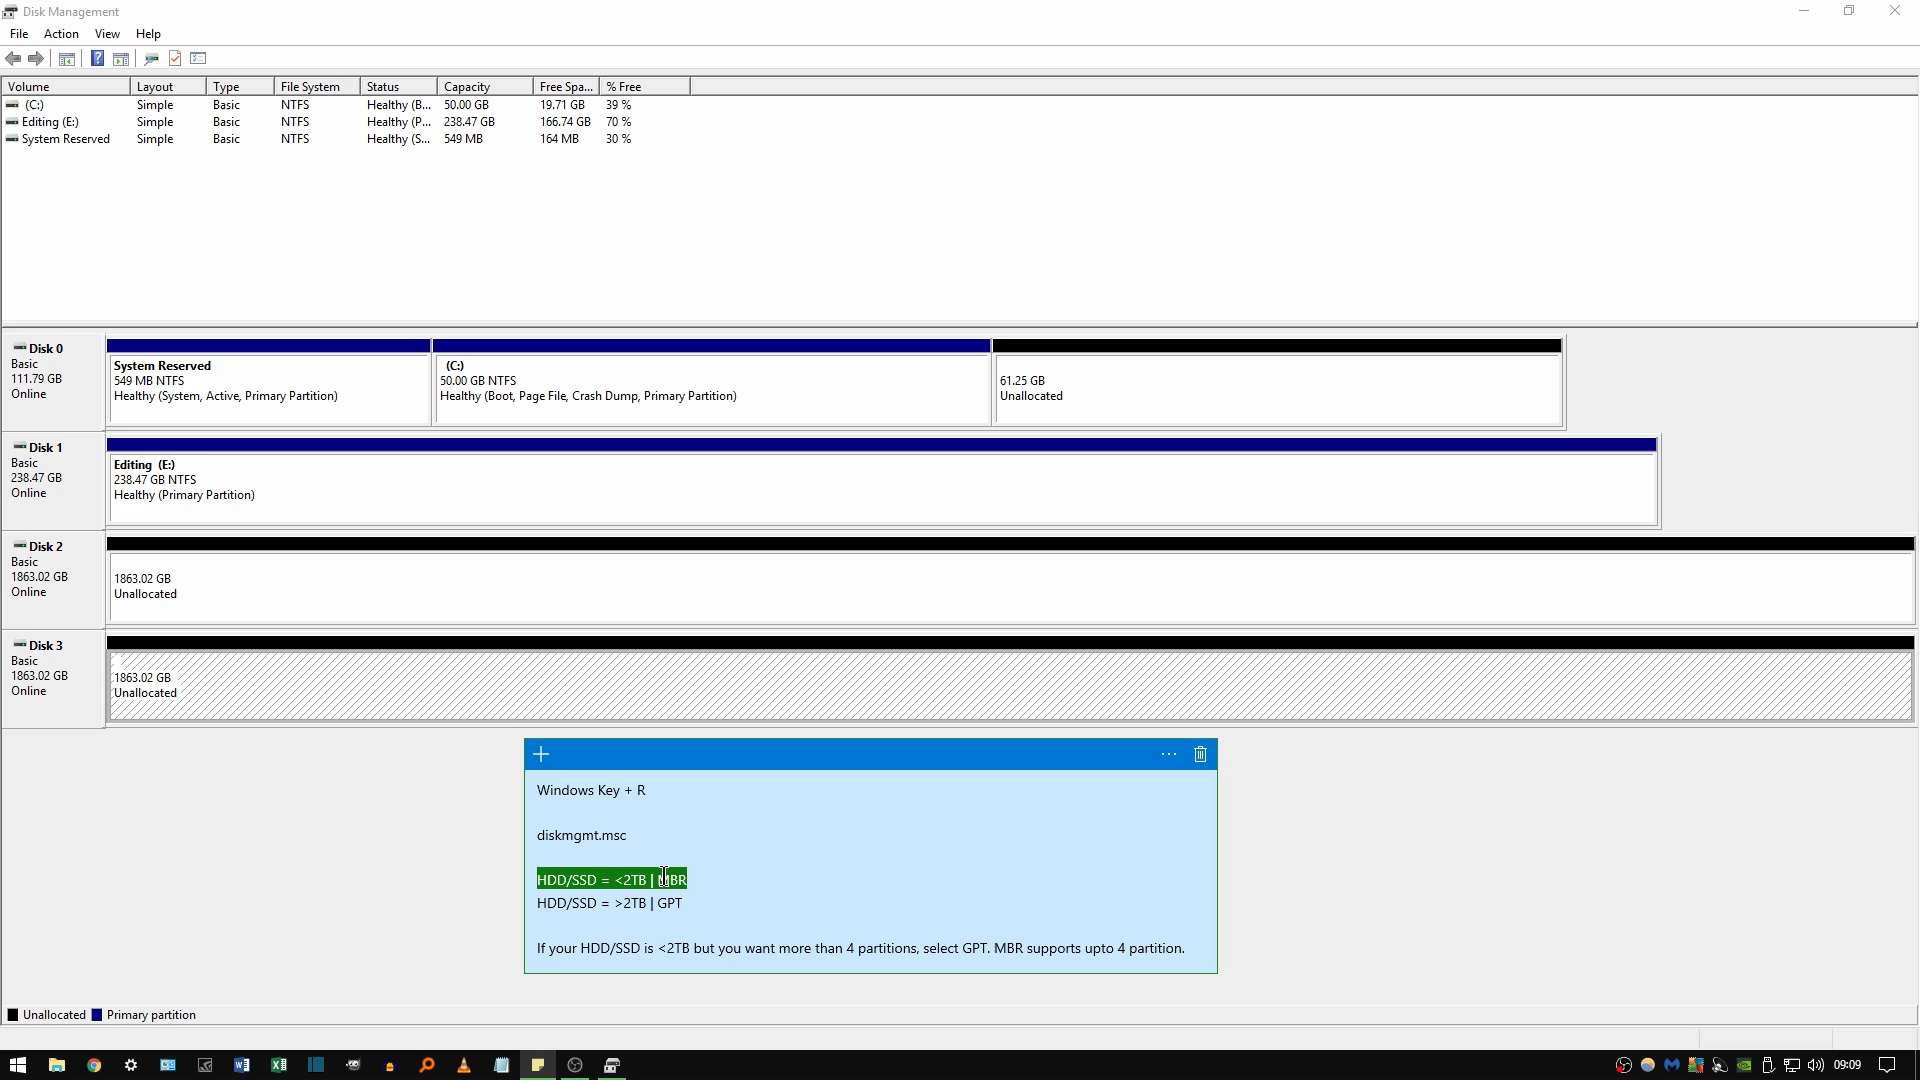 Disk Management
File Action View Help
Volume Layout Type File System Status Capacity Free Spa... % Free
(C:) Simple Basic NTFS Healthy (B... 50.00 GB 19.71 GB 39 %
Editing (E:) Simple Basic NTFS Healthy (P... 238.47 GB 166.74 GB 70 %
System Reserved Simple Basic NTFS Healthy (S... 549 MB 164 MB 30 %
Disk 0
Basic
111.79 GB
Online
System Reserved
549 MB NTFS
Healthy (System, Active, Primary Partition)
(C:)
50.00 GB NTFS
Healthy (Boot, Page File, Crash Dump, Primary Partition)
61.25 GB
Unallocated
Disk 1
Basic
238.47 GB
Online
Editing (E:)
238.47 GB NTFS
Healthy (Primary Partition)
Disk 2
Basic
1863.02 GB
Online
1863.02 GB
Unallocated
Disk 3
Basic
1863.02 GB
Online
1863.02 GB
Unallocated
Windows Key + R
diskmgmt.msc
HDD/SSD = <2TB | MBR
HDD/SSD = >2TB | GPT
If your HDD/SSD is <2TB but you want more than 4 partitions, select GPT. MBR supports upto 4 partition.
Unallocated Primary partition
09:09